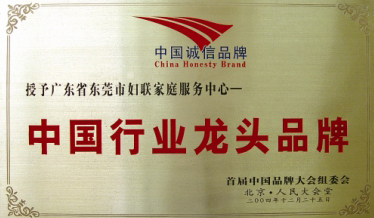 中国诚信品牌
China Honesty Brand
授予广东省东莞市妇联家庭服务中心—
中国行业龙头品牌
首届中国品牌大会组委会
北京·人民大会堂
二00四年十二月二十五日